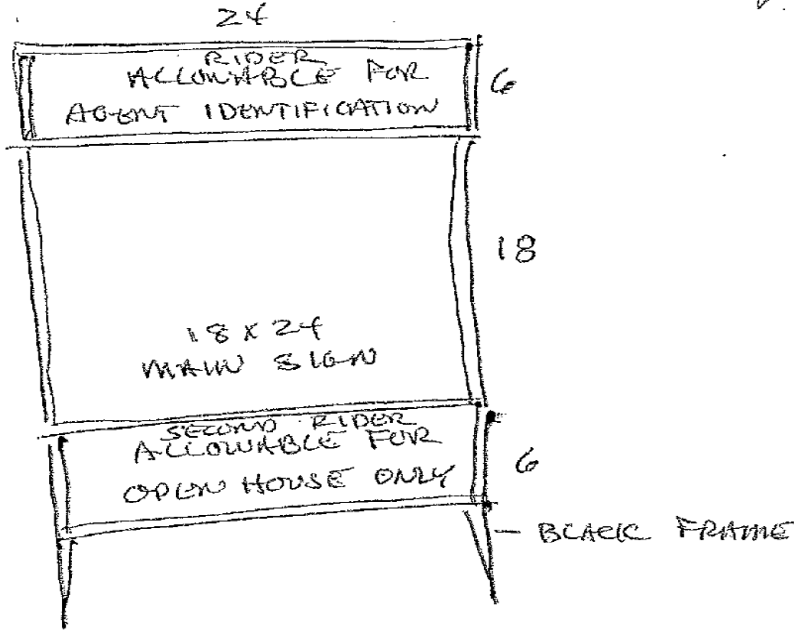 24
RIDER
ALLOWABLE FOR
AGENT IDENTIFICATION
6
18
18 X 24
MAIN SIGN
SECOND RIDER
ALLOWABLE FOR
OPEN HOUSE ONLY
6
BLACK FRAME